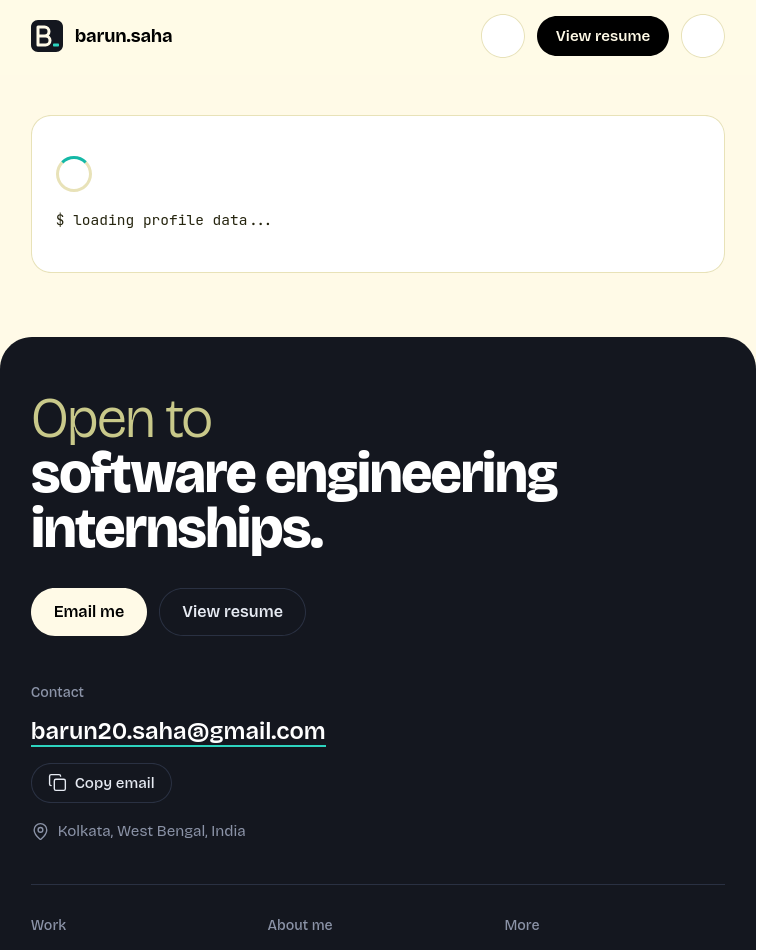 B.
barun.saha
View resume
$ loading profile data...
Open to
software engineering
internships.
Email me
View resume
Contact
barun20.saha@gmail.com
Copy email
Kolkata, West Bengal, India
Work
About me
More